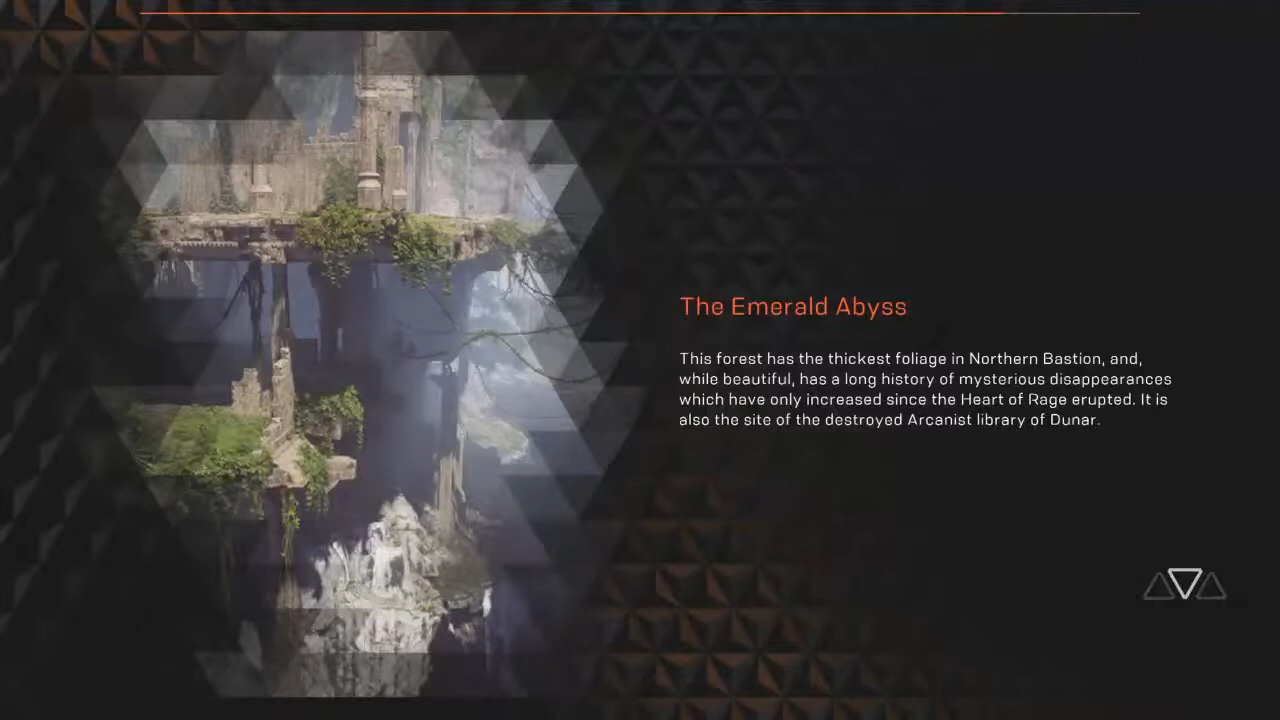 The Emerald Abyss
This forest has the thickest foliage in Northern Bastion, and,
while beautiful, has a long history of mysterious disappearances
which have only increased since the Heart of Rage erupted. It is
also the site of the destroyed Arcanist library of Dunar.